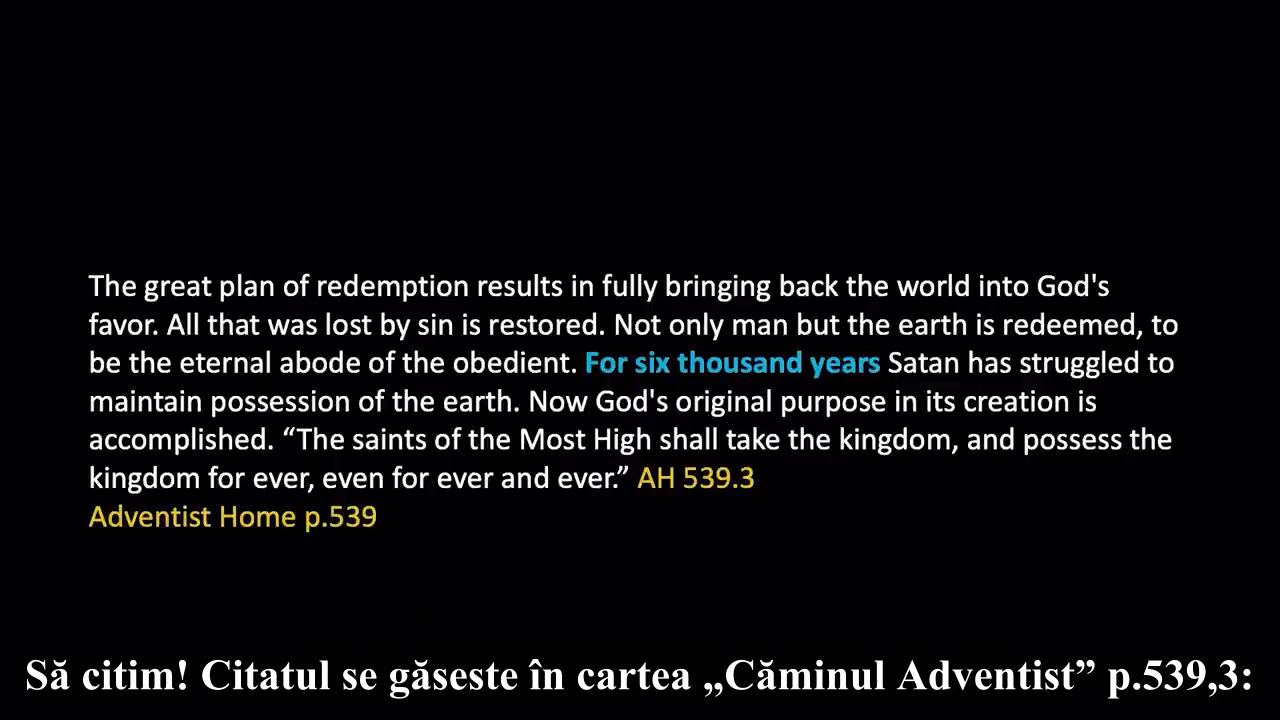 The great plan of redemption results in fully bringing back the world into God's
favor. All that was lost by sin is restored. Not only man but the earth is redeemed, to
be the eternal abode of the obedient. For six thousand years Satan has struggled to
maintain possession of the earth. Now God's original purpose in its creation is
accomplished. “The saints of the Most High shall take the kingdom, and possess the
kingdom for ever, even for ever and ever.” AH 539.3
Adventist Home p.539
Să citim! Citatul se găseste în cartea „Căminul Adventist” p.539,3: